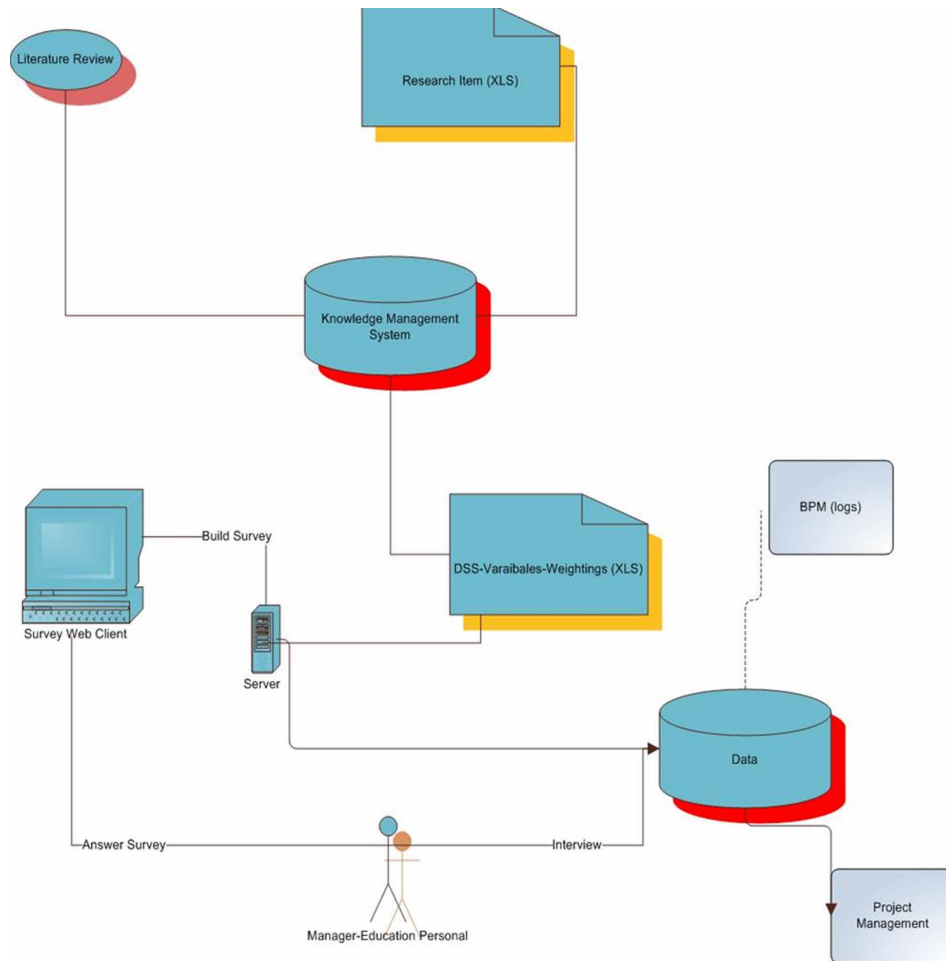 Literature Review
Research Item (XLS)
Knowledge Management
System
BPM (logs)
Build Survey
DSS-Varaibales-Weightings (XLS)
Survey Web Client
Server
Data
Answer Survey
Interview
Project
Management
Manager-Education Personal